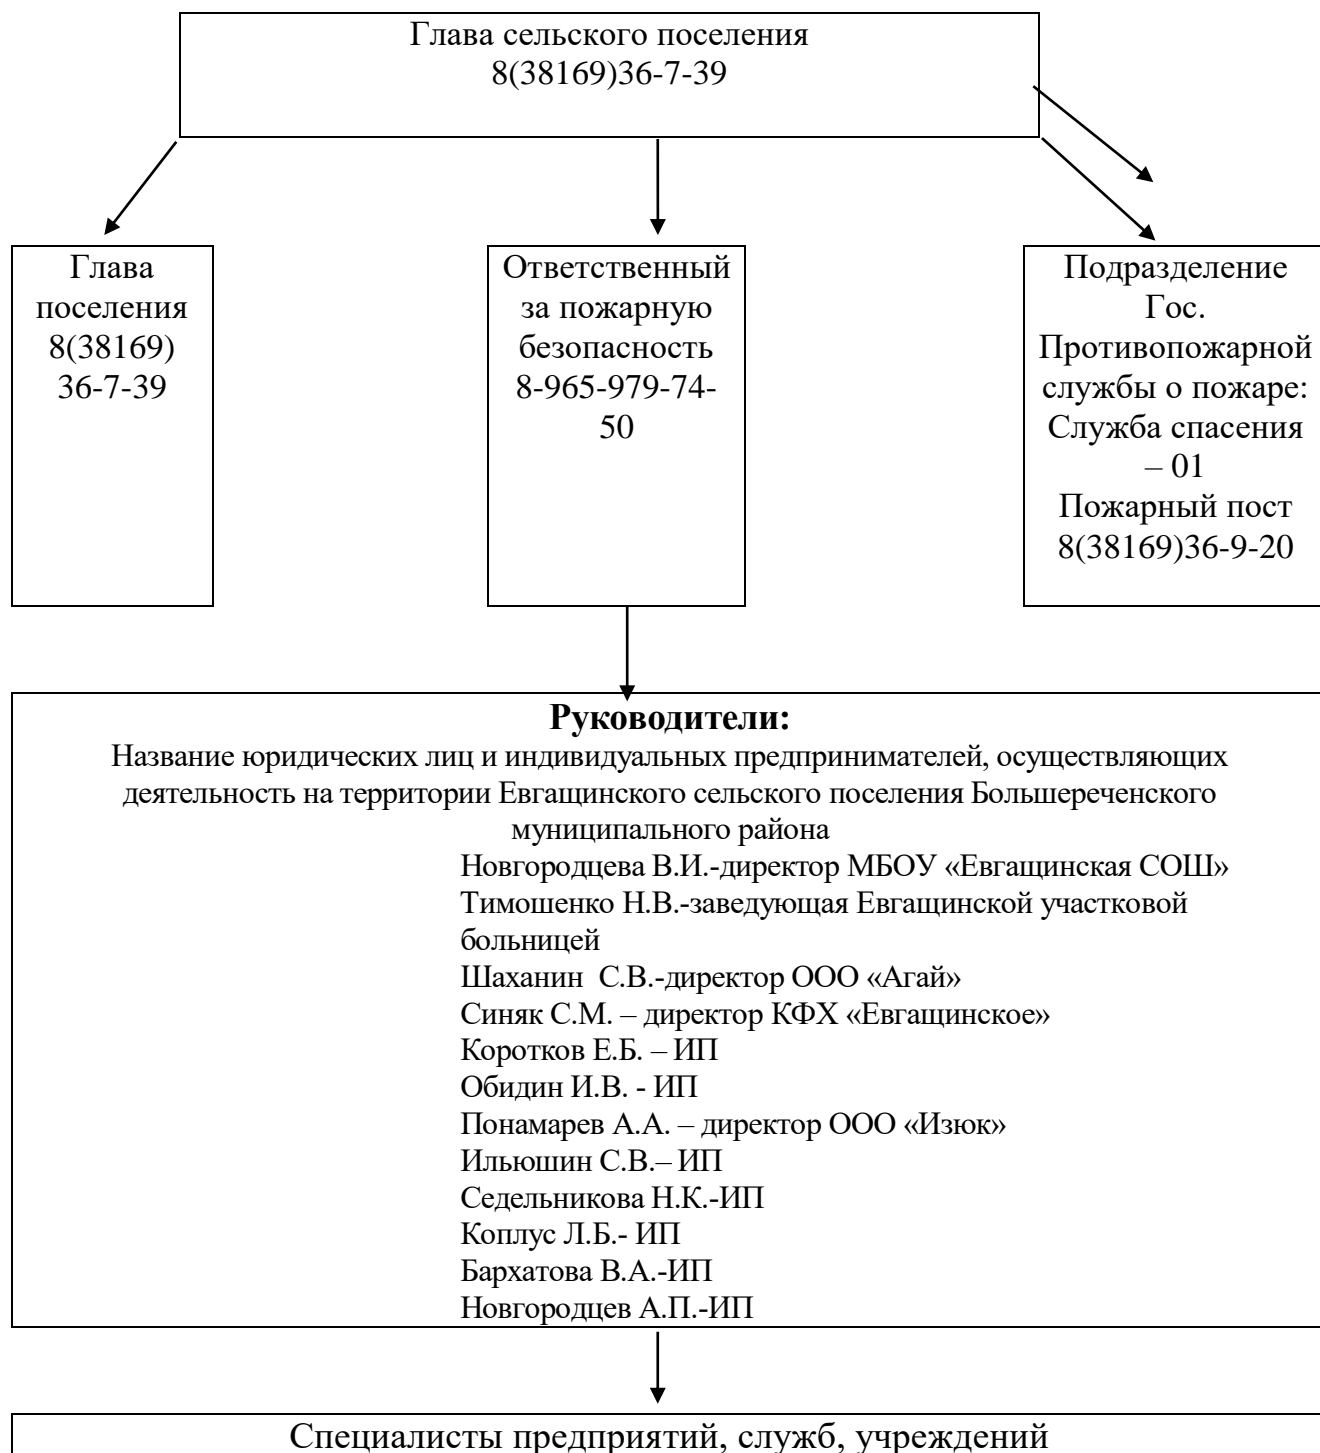 Глава сельского поселения
8(38169)36-7-39
Глава
поселения
8(38169)
36-7-39
Ответственный
за пожарную
безопасность
8-965-979-74-
50
Подразделение
Гос.
Противопожарной
службы о пожаре:
Служба спасения
– 01
Пожарный пост
8(38169)36-9-20
Руководители:
Название юридических лиц и индивидуальных предпринимателей, осуществляющих
деятельность на территории Евгащинского сельского поселения Большереченского
муниципального района
Новгородцева В.И.-директор МБОУ «Евгащинская СОШ»
Тимошенко Н.В.-заведующая Евгащинской участковой
больницей
Шаханин  С.В.-директор ООО «Агай»
Синяк С.М. – директор КФХ «Евгащинское»
Коротков Е.Б. – ИП
Обидин И.В. - ИП
Понамарев А.А. – директор ООО «Изюк»
Ильюшин С.В.– ИП
Седельникова Н.К.-ИП
Коплус Л.Б.- ИП
Бархатова В.А.-ИП
Новгородцев А.П.-ИП
Специалисты предприятий, служб, учреждений